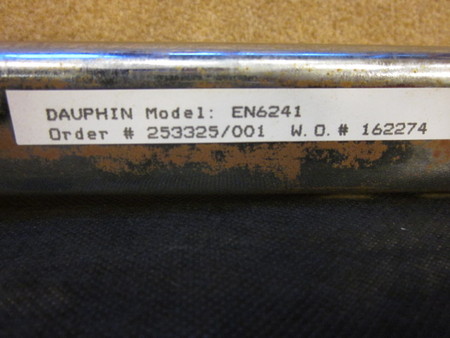 DAUPHIN Model: EN6241
Order # 253325/001 W.O.# 162274